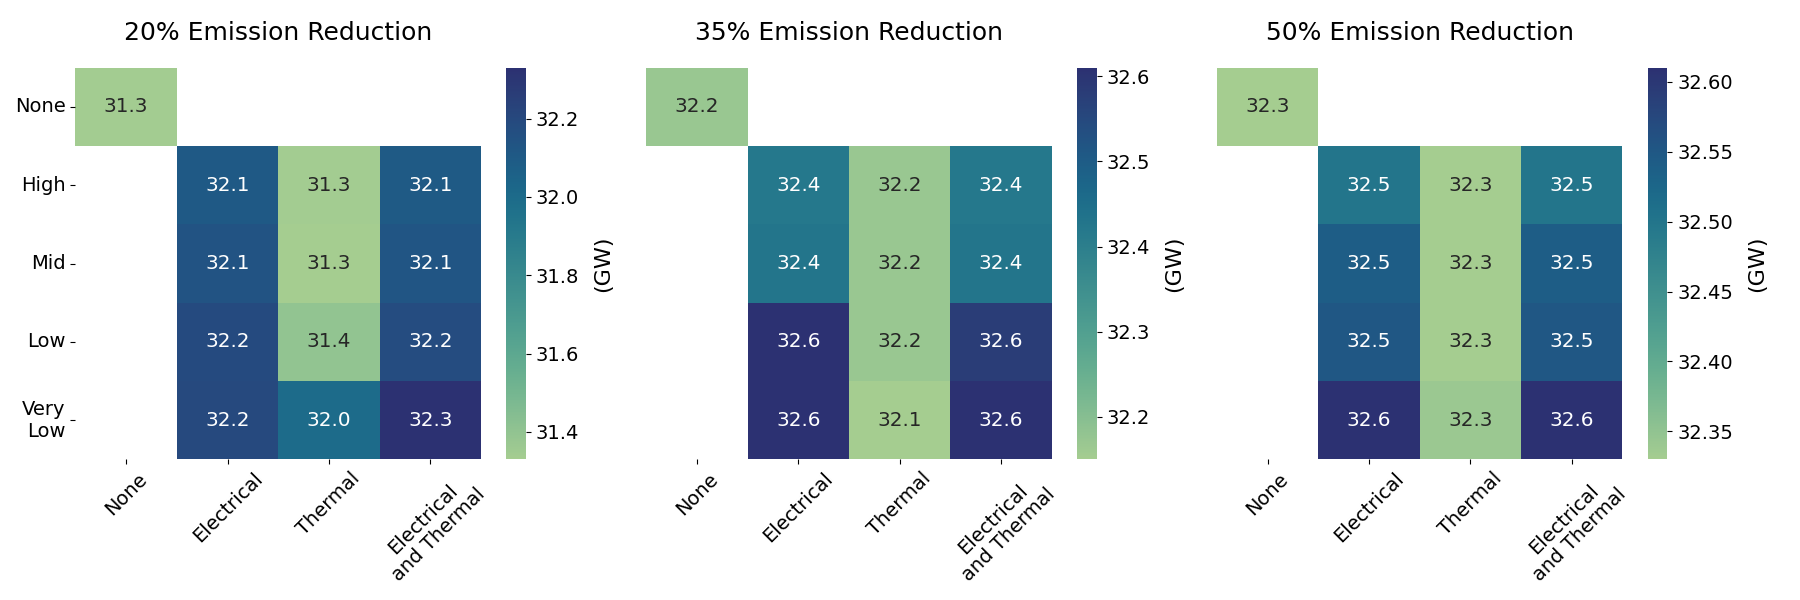 20% Emission Reduction
35% Emission Reduction
50% Emission Reduction
None
31.3
High
32.1 31.3 32.1
Mid
32.1 31.3 32.1
Low
32.2 31.4 32.2
Very
Low
32.2 32.0 32.3
None
Electrical
Thermal
Electrical
and Thermal
32.2
32.0
31.8
31.6
31.4
(GW)
32.2
32.4 32.2 32.4
32.4 32.2 32.4
32.6 32.2 32.6
32.6 32.1 32.6
None
Electrical
Thermal
Electrical
and Thermal
32.6
32.5
32.4
32.3
32.2
(GW)
32.3
32.5 32.3 32.5
32.5 32.3 32.5
32.5 32.3 32.5
32.6 32.3 32.6
None
Electrical
Thermal
Electrical
and Thermal
32.60
32.55
32.50
32.45
32.40
32.35
(GW)